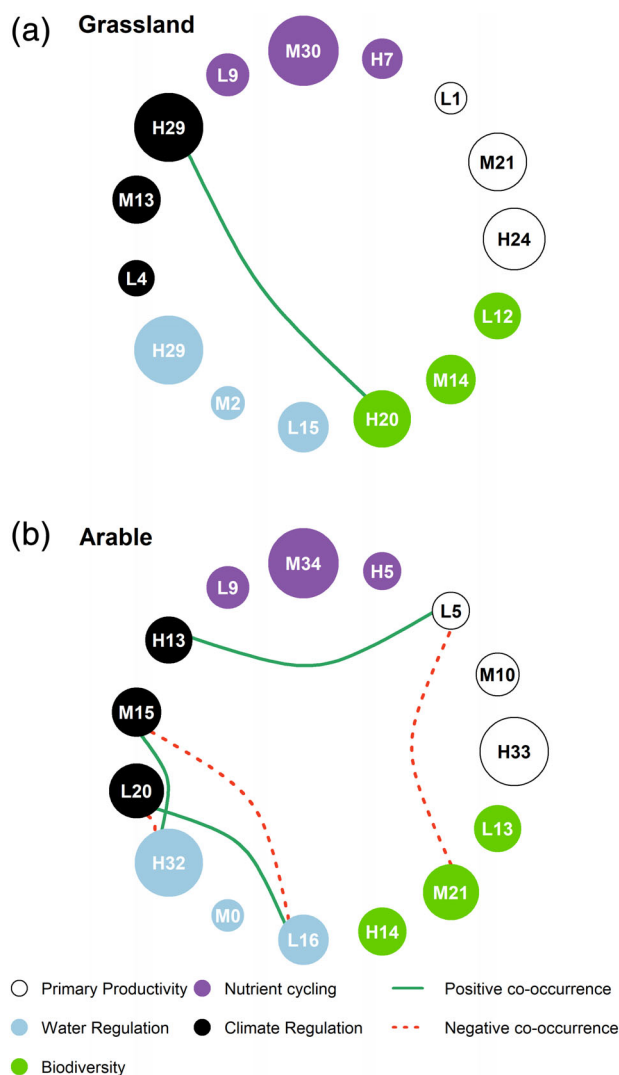 (a) Grassland
M30
L9
H7
L1
H29
M21
M13
H24
L4
L12
H29
M14
M2
H20
L15
(b) Arable
M34
L9
H5
L5
H13
M10
M15
H33
L20
L13
H32
M21
M0
H14
L16
Primary Productivity Nutrient cycling Positive co-occurrence
Water Regulation Climate Regulation Negative co-occurrence
Biodiversity